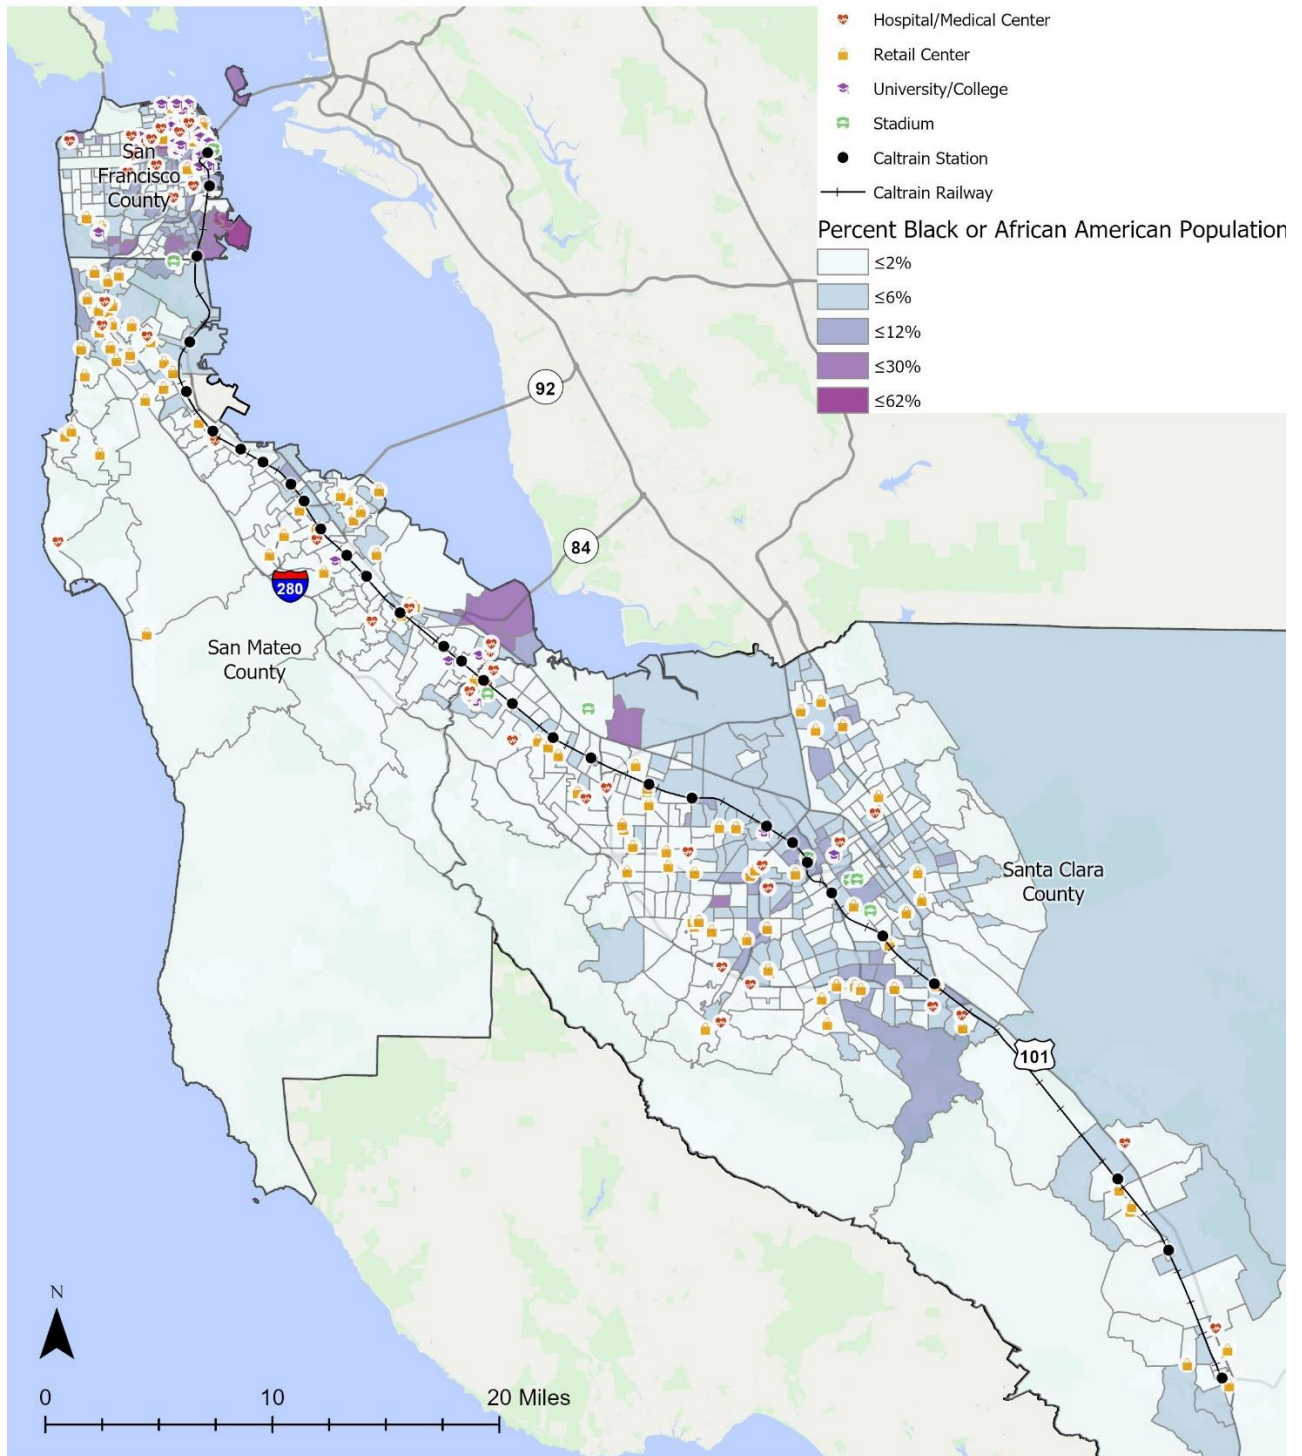 Hospital/Medical Center
Retail Center
University/College
Stadium
Caltrain Station
Caltrain Railway
Percent Black or African American Population
≤2%
≤6%
≤12%
≤30%
≤62%
San
Francisco
County
92
84
280
San Mateo
County
Santa Clara
County
101
N
0
10
20 Miles